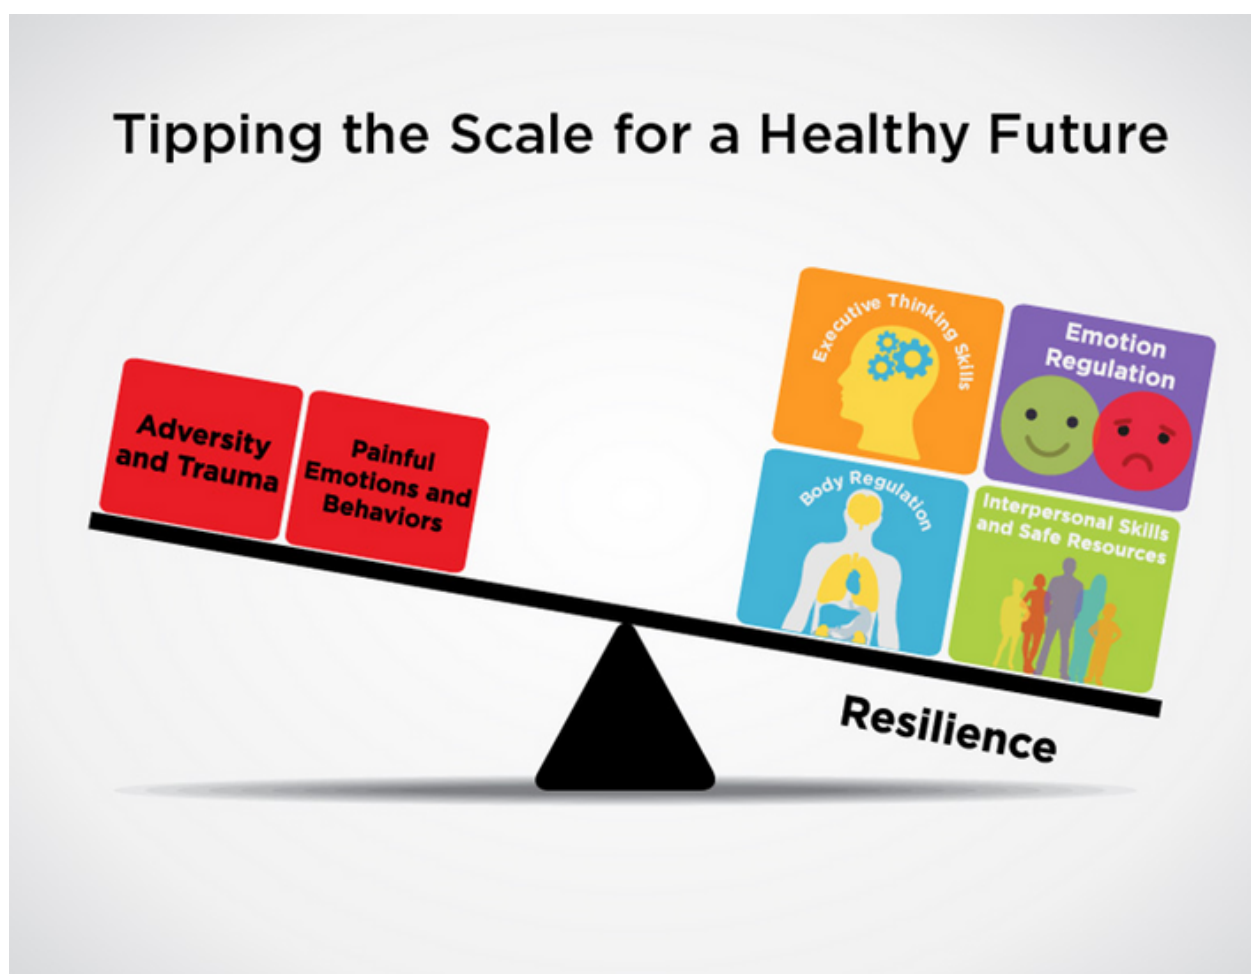 Tipping the Scale for a Healthy Future
Adversity
and Trauma
Painful
Emotions and
Behaviors
Executive Thinking Skills
Emotion
Regulation
Body Regulation
Interpersonal Skills
and Safe Resources
Resilience